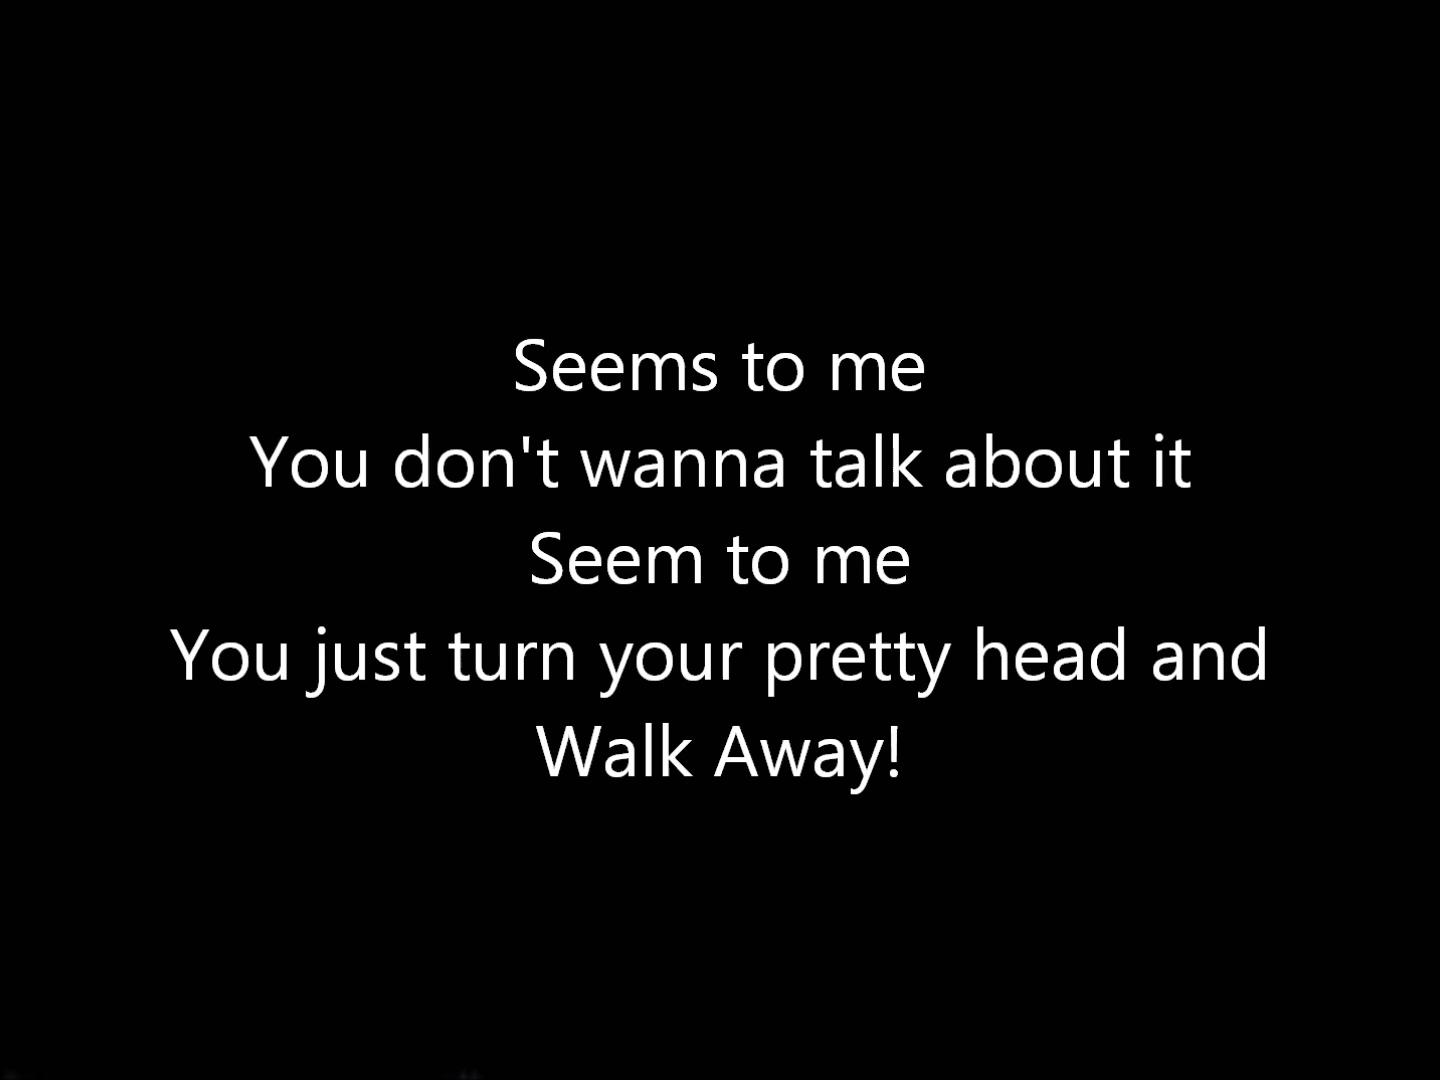 Seems to me
You don't wanna talk about it
Seem to me
You just turn your pretty head and
Walk Away!